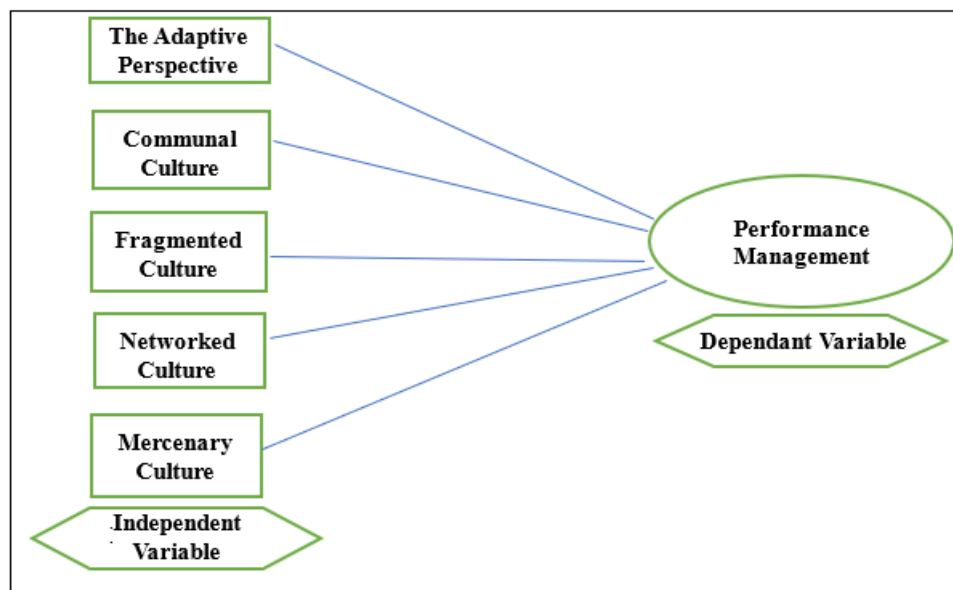 The Adaptive
Perspective
Communal
Culture
Fragmented
Culture
Networked
Culture
Mercenary
Culture
Independent
Variable
Performance
Management
Dependant Variable